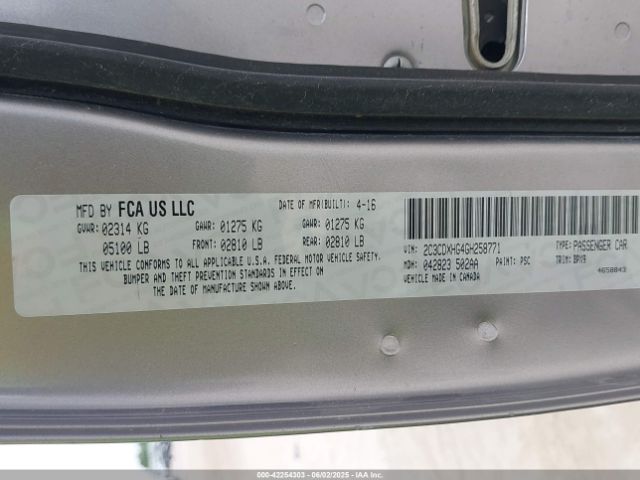 MFD BY FCA US LLC
DATE OF MFR(BUILT): 4-16
GVWR: 02314 KG GAWR: 01275 KG GAWR: 01275 KG
05100 LB FRONT: 02810 LB REAR: 02810 LB
THIS VEHICLE CONFORMS TO ALL APPLICABLE U.S.A. FEDERAL MOTOR VEHICLE SAFETY,
BUMPER AND THEFT PREVENTION STANDARDS IN EFFECT ON
THE DATE OF MANUFACTURE SHOWN ABOVE.
VIN: 2C3CDXHG4GH258771 TYPE: PASSENGER CAR
MDH: 042823 502AA PAINT: PSC TRIM: BPX9
VEHICLE MADE IN CANADA 4658043
000-42254303 | 06/02/2025 | IAA Inc.